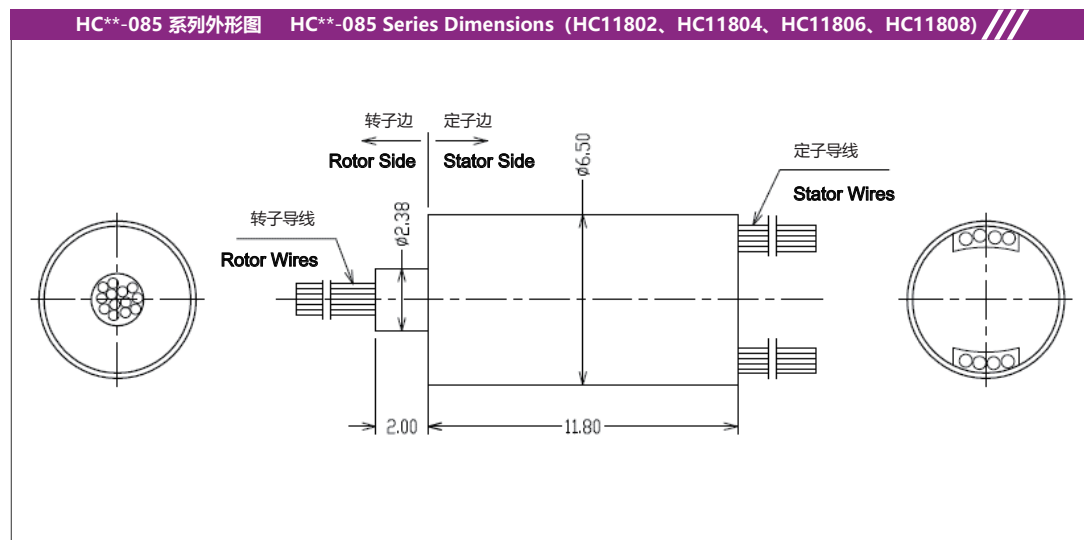 HC**-085 系列外形图 HC**-085 Series Dimensions (HC11802、HC11804、HC11806、HC11808)
转子边 定子边
Rotor Side Stator Side
ø6.50
定子导线
Stator Wires
转子导线
Rotor Wires
ø2.38
2.00
11.80